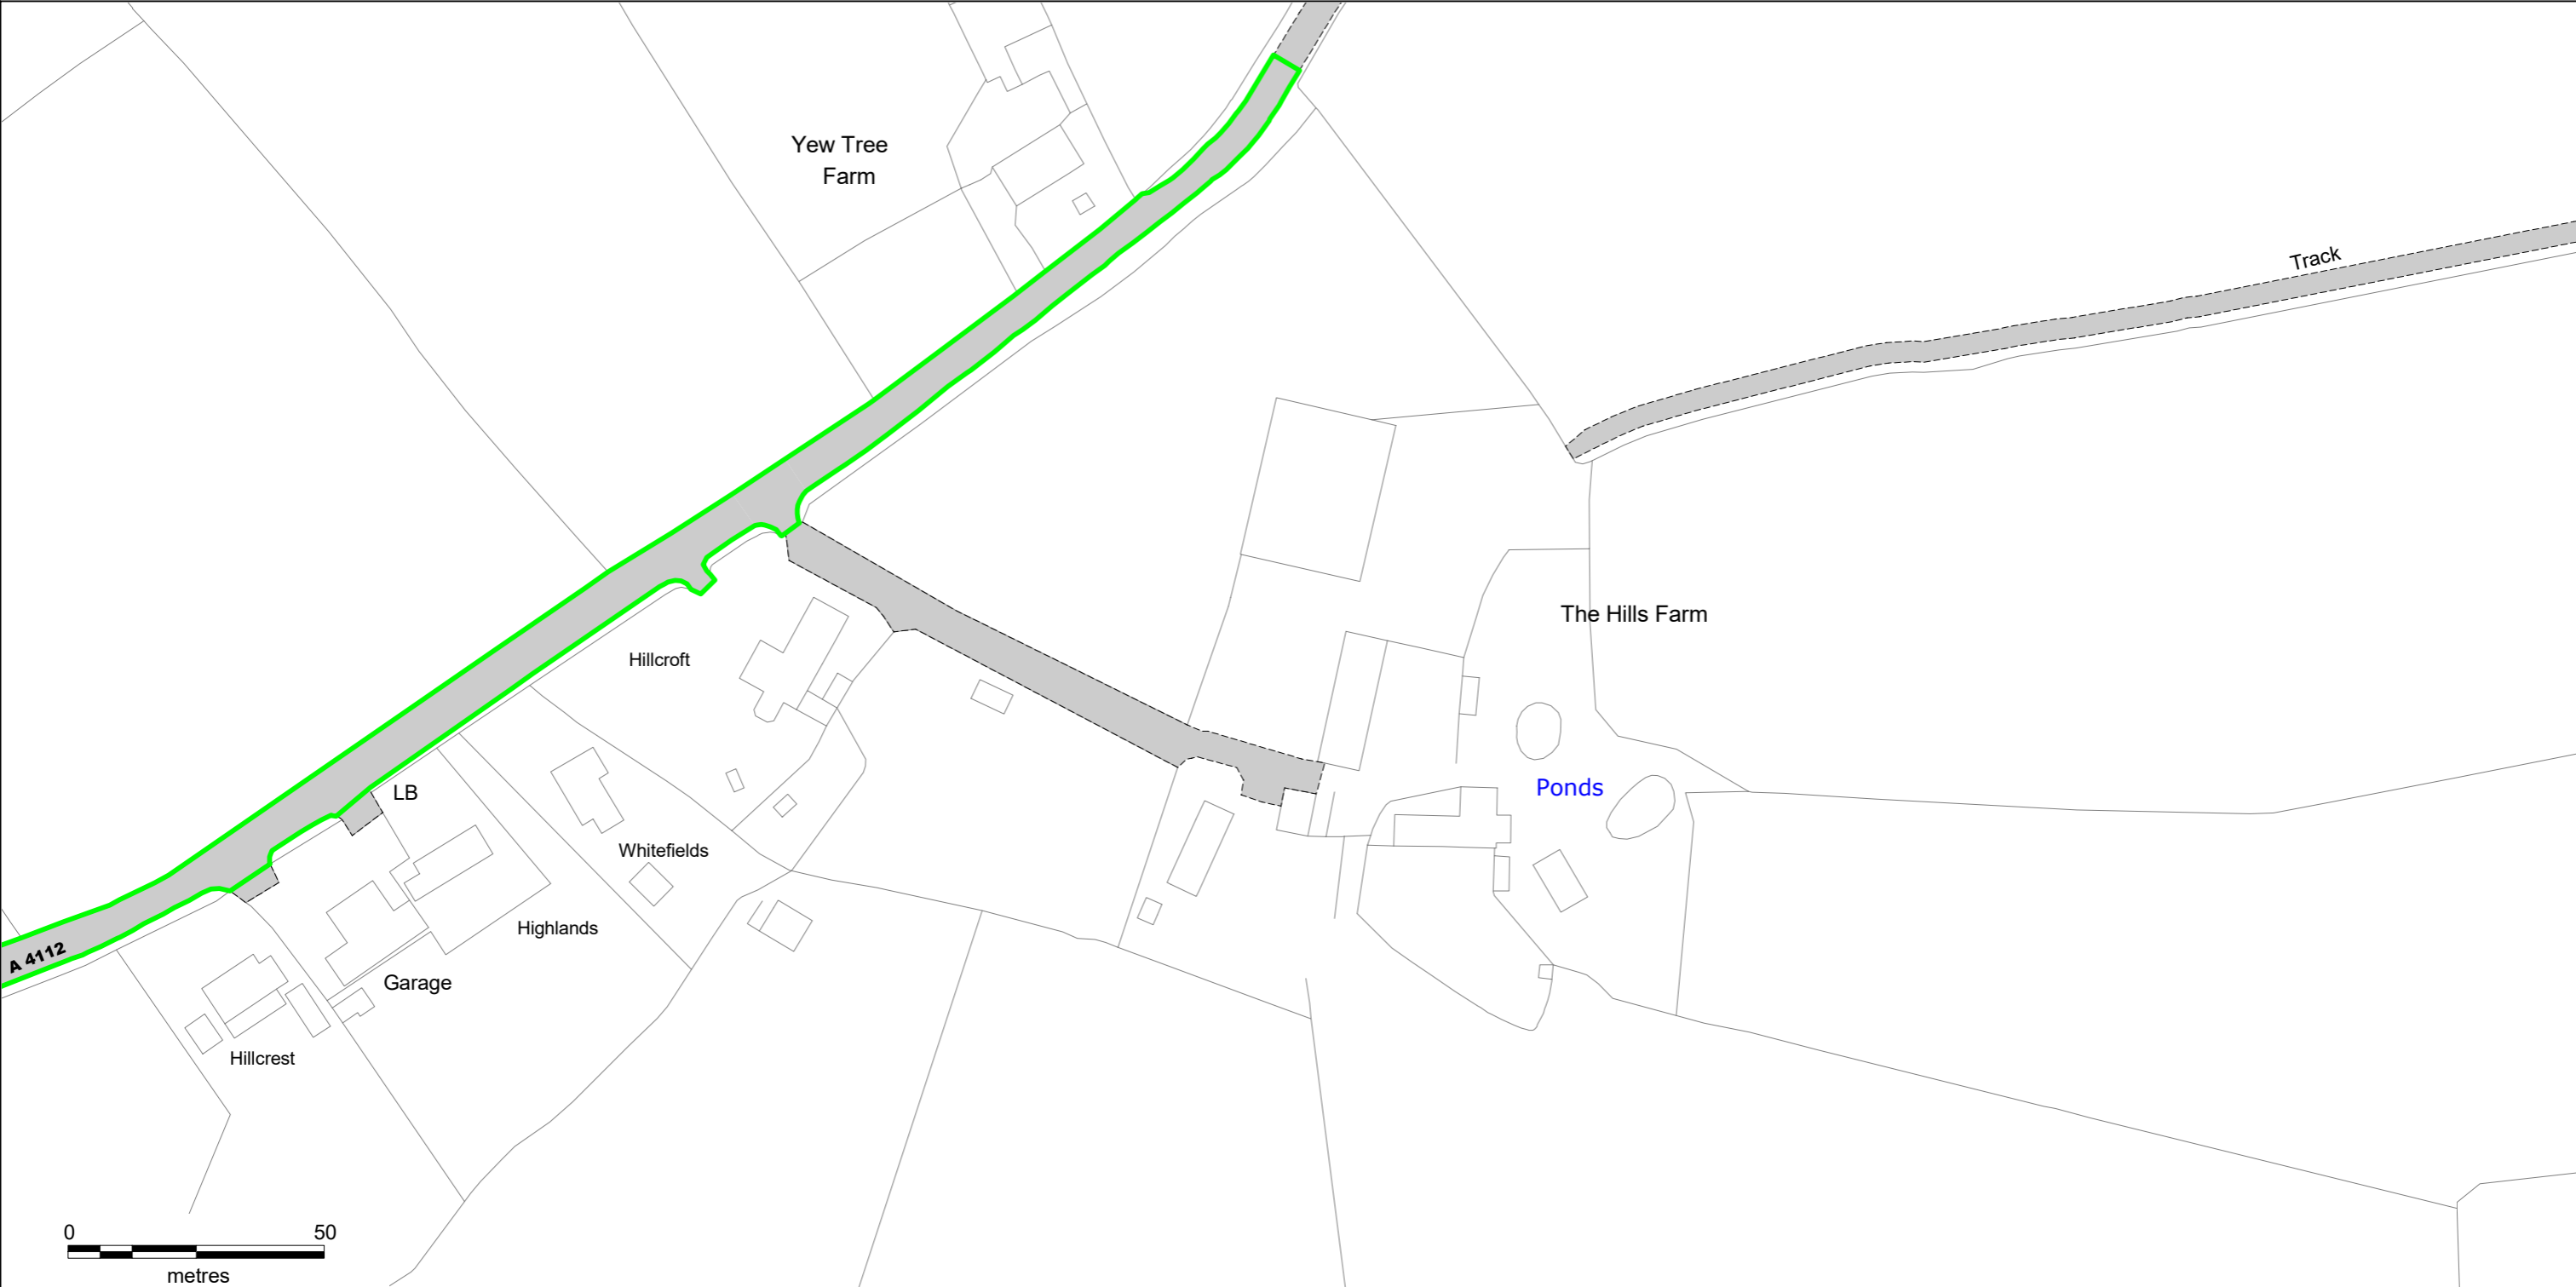 Yew Tree
Farm
Track
The Hills Farm
Hillcroft
Ponds
LB
Whitefields
Highlands
A 4112
Garage
Hillcrest
0 50
metres